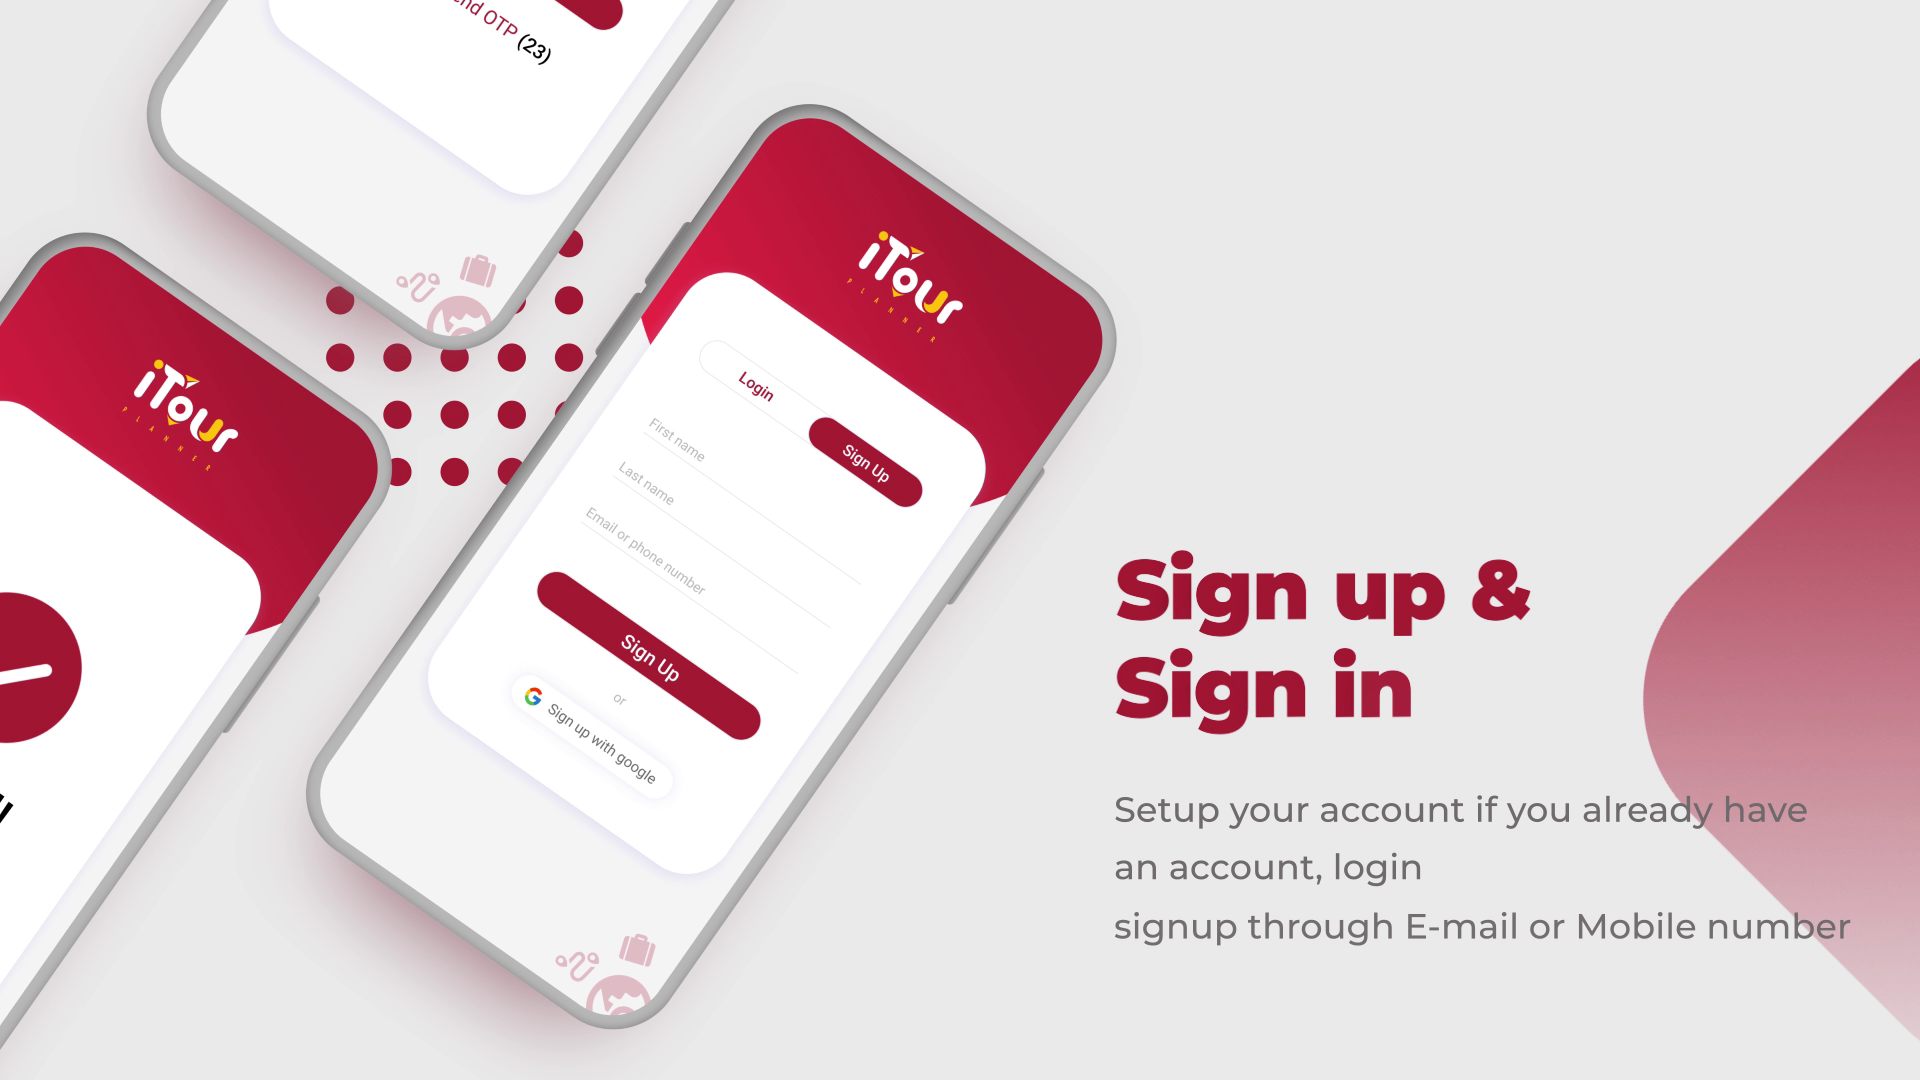 end OTP (23)
iTour
PLANNER
iTour
PLANNER
Login
Sign Up
First name
Last name
Email or phone number
Sign Up
or
G Sign up with google
Sign up &
Sign in
Setup your account if you already have
an account, login
signup through E-mail or Mobile number